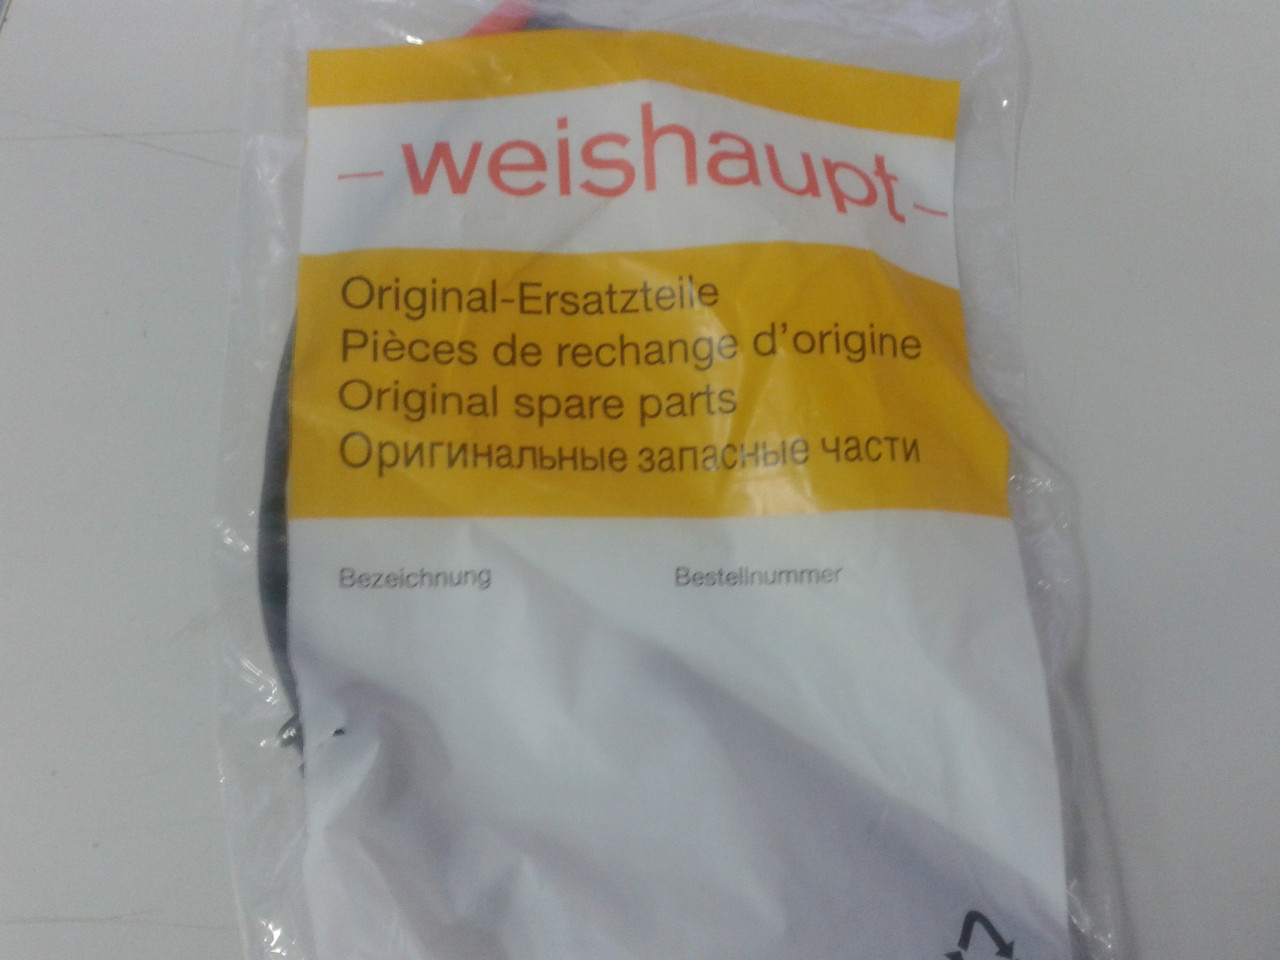 -weishaupt-
Original-Ersatzteile
Pièces de rechange d'origine
Original spare parts
Оригинальные запасные части
Bezeichnung Bestellnummer